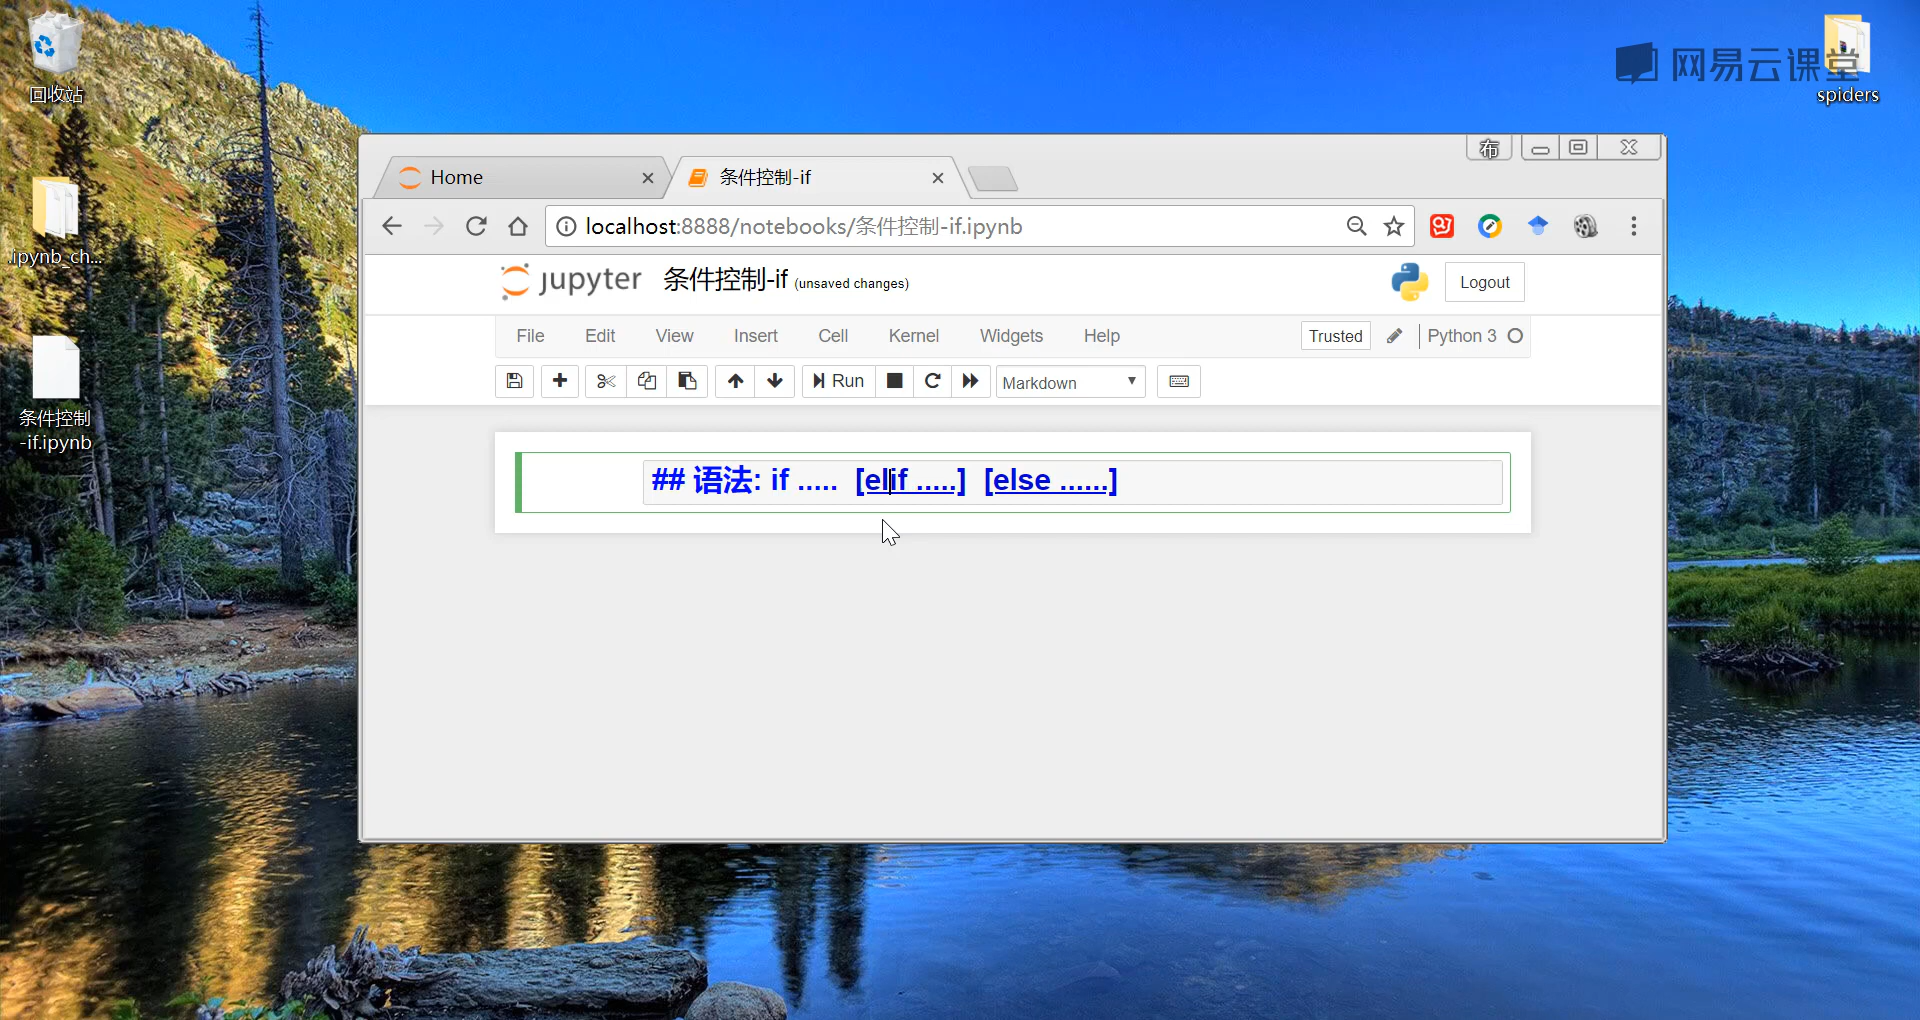 回收站
网易云课堂
spiders
.ipynb_ch...
条件控制
-if.ipynb
布
Home
条件控制-if
localhost:8888/notebooks/条件控制-if.ipynb
jupyter 条件控制-if (unsaved changes)
Logout
File Edit View Insert Cell Kernel Widgets Help
Trusted
Python 3
Run
Markdown
## 语法: if ..... [elif .....] [else ......]